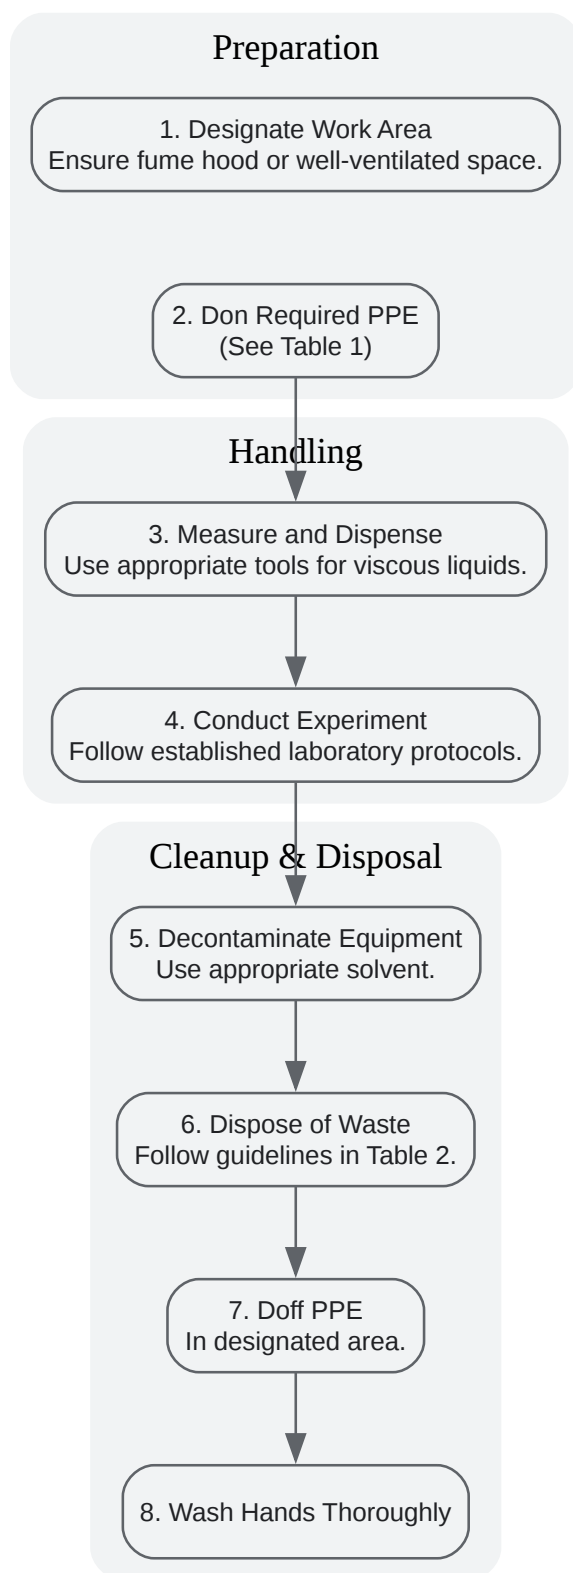 Preparation
1. Designate Work Area
Ensure fume hood or well-ventilated space.
2. Don Required PPE
(See Table 1)
Handling
3. Measure and Dispense
Use appropriate tools for viscous liquids.
4. Conduct Experiment
Follow established laboratory protocols.
Cleanup & Disposal
5. Decontaminate Equipment
Use appropriate solvent.
6. Dispose of Waste
Follow guidelines in Table 2.
7. Doff PPE
In designated area.
8. Wash Hands Thoroughly